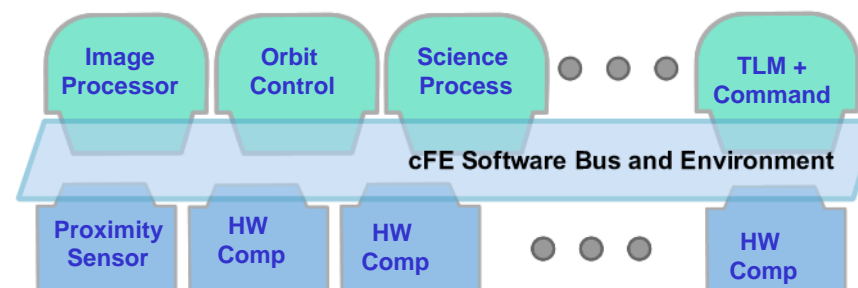 Image
Processor
Orbit
Control
Science
Process
TLM +
Command
cFE Software Bus and Environment
Proximity
Sensor
HW
Comp
HW
Comp
HW
Comp